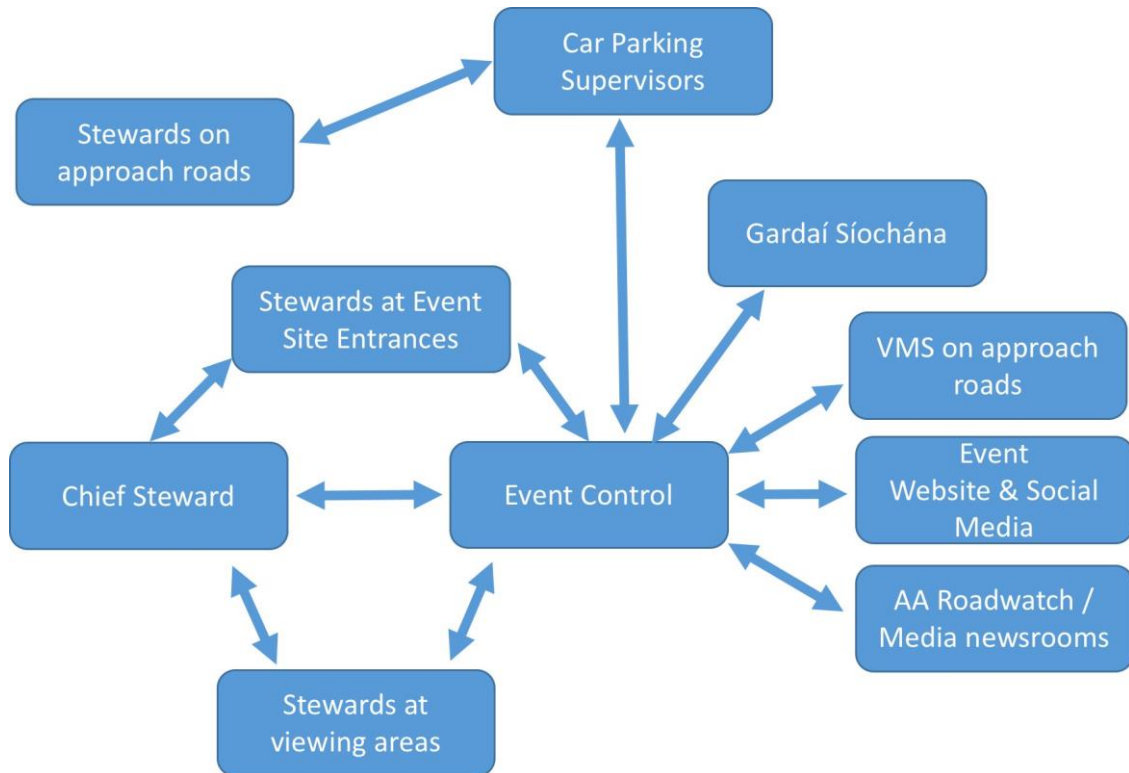 Car Parking
Supervisors
Stewards on
approach roads
Gardaí Síochána
Stewards at Event
Site Entrances
VMS on approach
roads
Chief Steward
Event Control
Event
Website & Social
Media
AA Roadwatch /
Media newsrooms
Stewards at
viewing areas